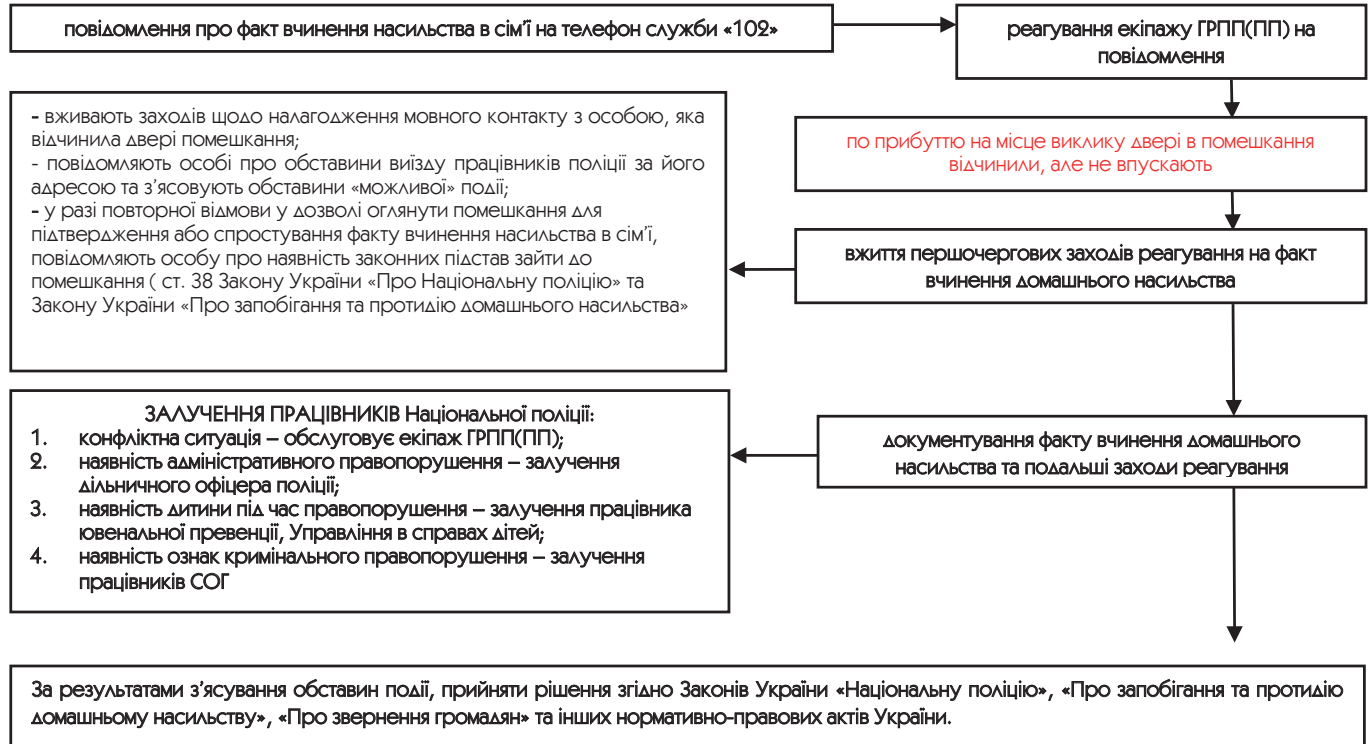 повідомлення про факт вчинення насильства в сім'ї на телефон служби «102»
реагування екіпажу ГРПП(ПП) на
повідомлення
по прибуттю на місце виклику двері в помешкання
відчинили, але не впускають
вжиття першочергових заходів реагування на факт
вчинення домашнього насильства
- вживають заходів щодо налагодження мовного контакту з особою, яка
відчинила двері помешкання;
- повідомляють особі про обставини виїзду працівників поліції за його
адресою та з'ясовують обставини «можливої» події;
- у разі повторної відмови у дозволі оглянути помешкання для
підтвердження або спростування факту вчинення насильства в сім'ї,
повідомляють особу про наявність законних підстав зайти до
помешкання ( ст. 38 Закону України «Про Національну поліцію» та
Закону України «Про запобігання та протидію домашнього насильства»
документування факту вчинення домашнього
насильства та подальші заходи реагування
ЗАЛУЧЕННЯ ПРАЦІВНИКІВ Національної поліції:
1. конфліктна ситуація – обслуговує екіпаж ГРПП(ПП);
2. наявність адміністративного правопорушення – залучення
дільничного офіцера поліції;
3. наявність дитини під час правопорушення – залучення працівника
ювенальної превенції, Управління в справах дітей;
4. наявність ознак кримінального правопорушення – залучення
працівників СОГ
За результатами з'ясування обставин події, прийняти рішення згідно Законів України «Національну поліцію», «Про запобігання та протидію
домашньому насильству», «Про звернення громадян» та інших нормативно-правових актів України.